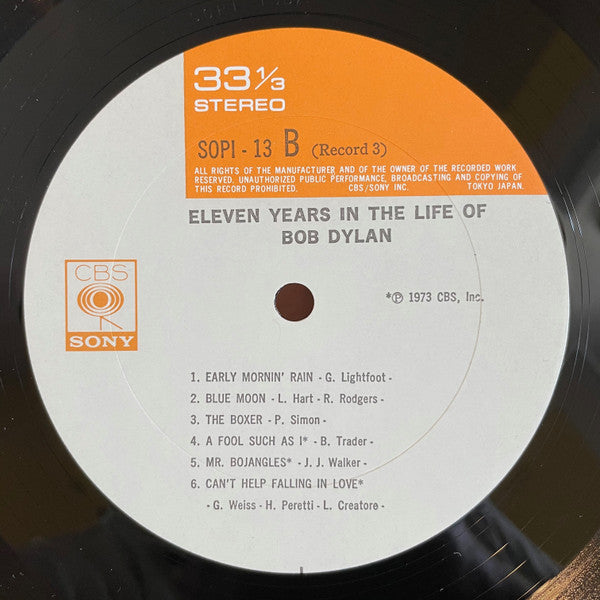 33 1/3
STEREO
SOPI - 13 B (Record 3)
ALL RIGHTS OF THE MANUFACTURER AND OF THE OWNER OF THE RECORDED WORK
RESERVED. UNAUTHORIZED PUBLIC PERFORMANCE, BROADCASTING AND COPYING OF
THIS RECORD PROHIBITED. CBS/SONY INC. TOKYO JAPAN.
ELEVEN YEARS IN THE LIFE OF
BOB DYLAN
CBS
SONY
*℗ 1973 CBS, Inc.
1. EARLY MORNIN' RAIN - G. Lightfoot -
2. BLUE MOON - L. Hart - R. Rodgers -
3. THE BOXER - P. Simon -
4. A FOOL SUCH AS I* - B. Trader -
5. MR. BOJANGLES* - J. J. Walker -
6. CAN'T HELP FALLING IN LOVE*
- G. Weiss - H. Peretti - L. Creatore -